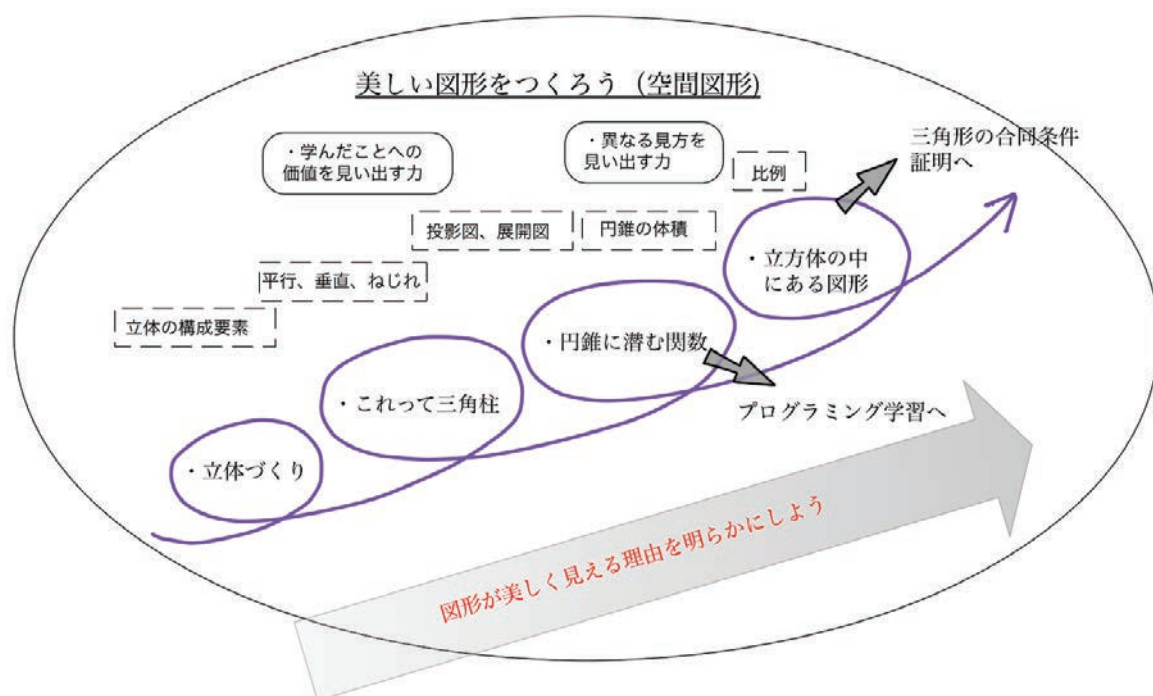 美しい図形をつくろう（空間図形)
・学んだことへの
価値を見い出す力
・異なる見方を
見い出す力
比例
三角形の合同条件
証明へ
投影図、展開図
円錐の体積
・立方体の中
にある図形
平行、垂直、ねじれ
立体の構成要素
・円錐に潜む関数
・これって三角柱
プログラミング学習へ
・立体づくり
図形が美しく見える理由を明らかにしよう